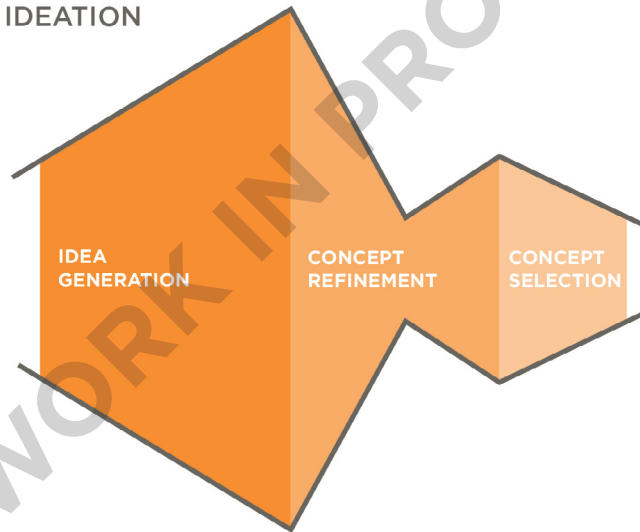 IDEATION
IDEA
GENERATION
CONCEPT
REFINEMENT
CONCEPT
SELECTION
WORK IN PRO